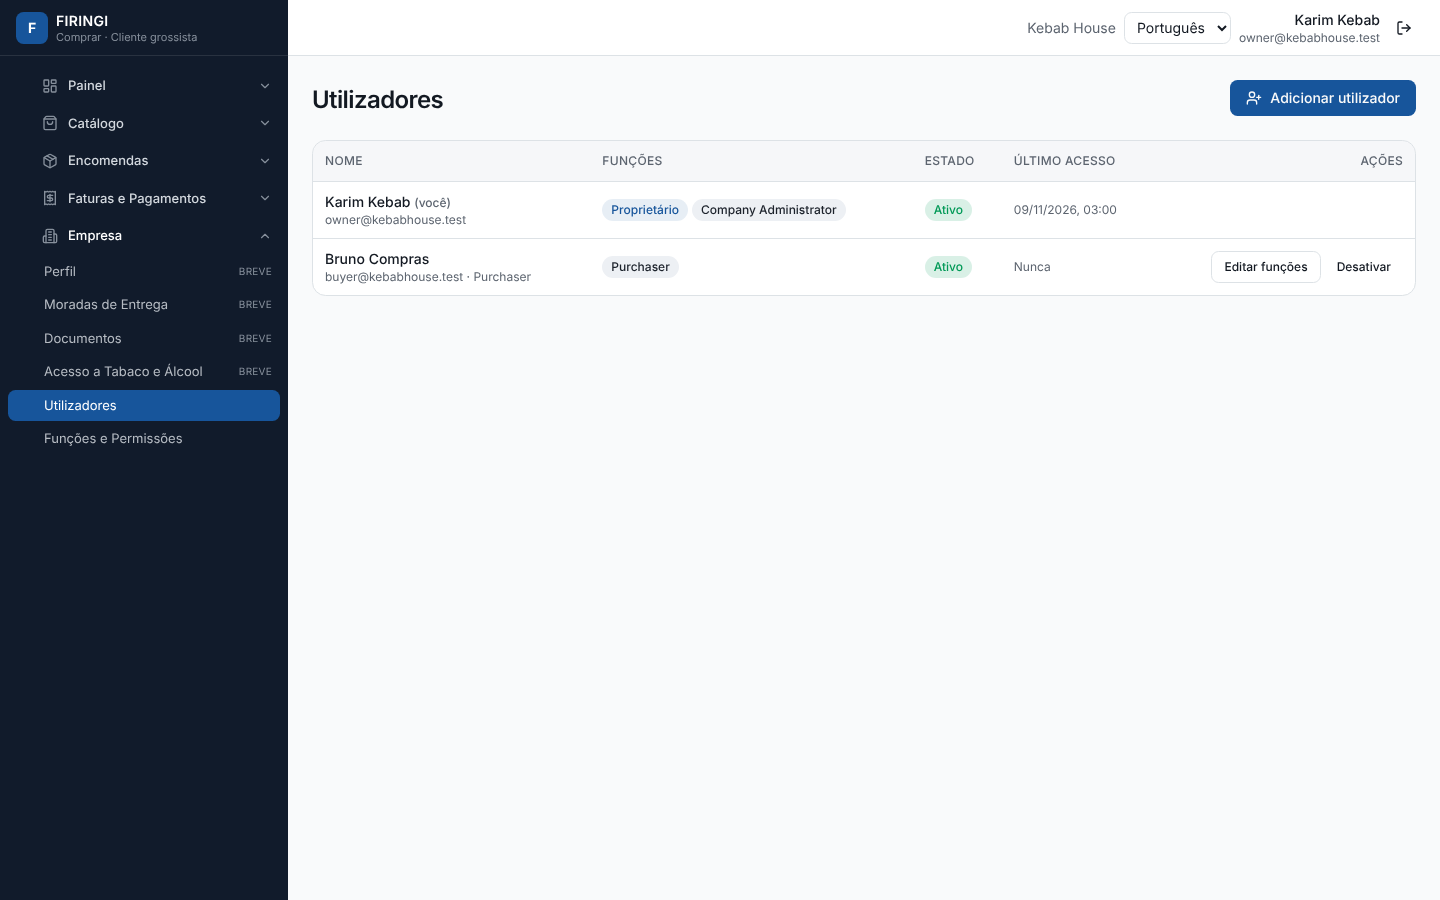 F
FIRINGI
Comprar · Cliente grossista
Kebab House
Português
Karim Kebab
owner@kebabhouse.test
Painel
Catálogo
Encomendas
Faturas e Pagamentos
Empresa
Perfil BREVE
Moradas de Entrega BREVE
Documentos BREVE
Acesso a Tabaco e Álcool BREVE
Utilizadores
Funções e Permissões
Utilizadores
Adicionar utilizador
NOME FUNÇÕES ESTADO ÚLTIMO ACESSO AÇÕES
Karim Kebab (você)
owner@kebabhouse.test
Proprietário Company Administrator Ativo 09/11/2026, 03:00
Bruno Compras
buyer@kebabhouse.test · Purchaser
Purchaser Ativo Nunca Editar funções Desativar